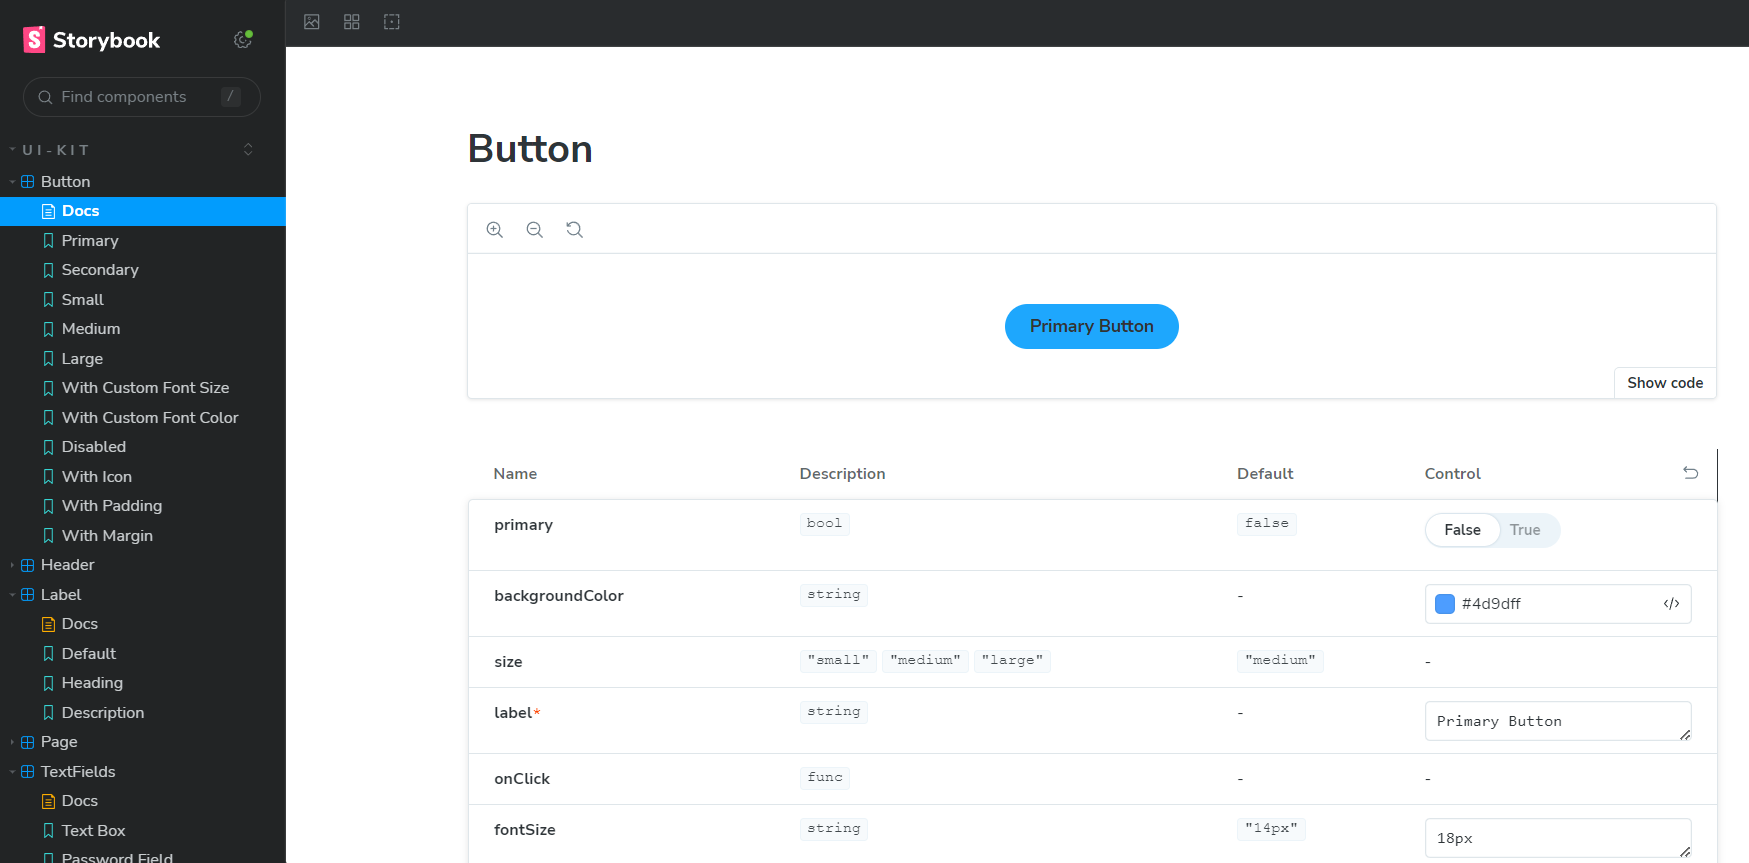 Storybook
Find components /
UI-KIT
Button
Docs
Primary
Secondary
Small
Medium
Large
With Custom Font Size
With Custom Font Color
Disabled
With Icon
With Padding
With Margin
Header
Label
Docs
Default
Heading
Description
Page
TextFields
Docs
Text Box
Password Field
Button
Primary Button
Show code
Name Description Default Control
primary bool false False True
backgroundColor string - #4d9dff
size "small" "medium" "large" "medium" -
label* string - Primary Button
onClick func - -
fontSize string "14px" 18px